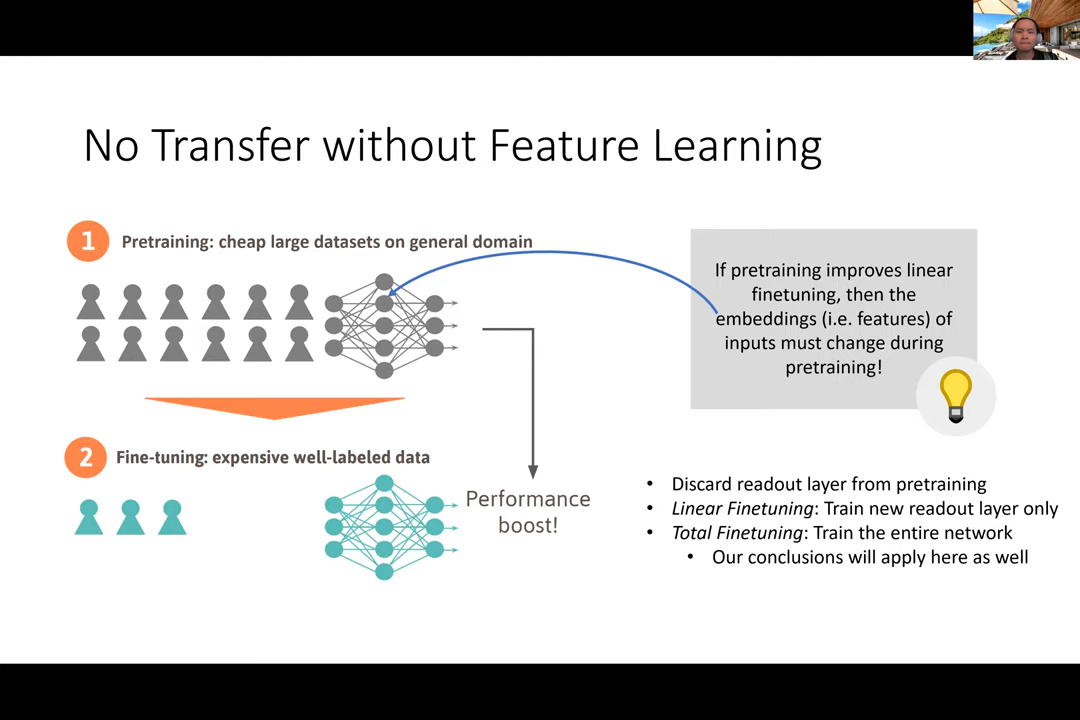 No Transfer without Feature Learning
1 Pretraining: cheap large datasets on general domain
If pretraining improves linear
finetuning, then the
embeddings (i.e. features) of
inputs must change during
pretraining!
2 Fine-tuning: expensive well-labeled data
Performance
boost!
• Discard readout layer from pretraining
• Linear Finetuning: Train new readout layer only
• Total Finetuning: Train the entire network
• Our conclusions will apply here as well